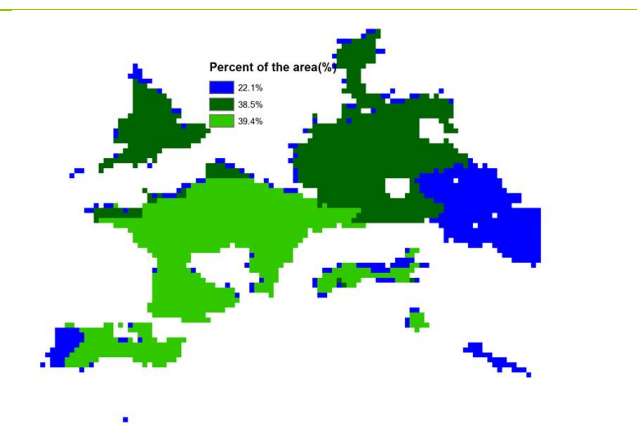 Percent of the area(%)
22.1%
38.5%
39.4%